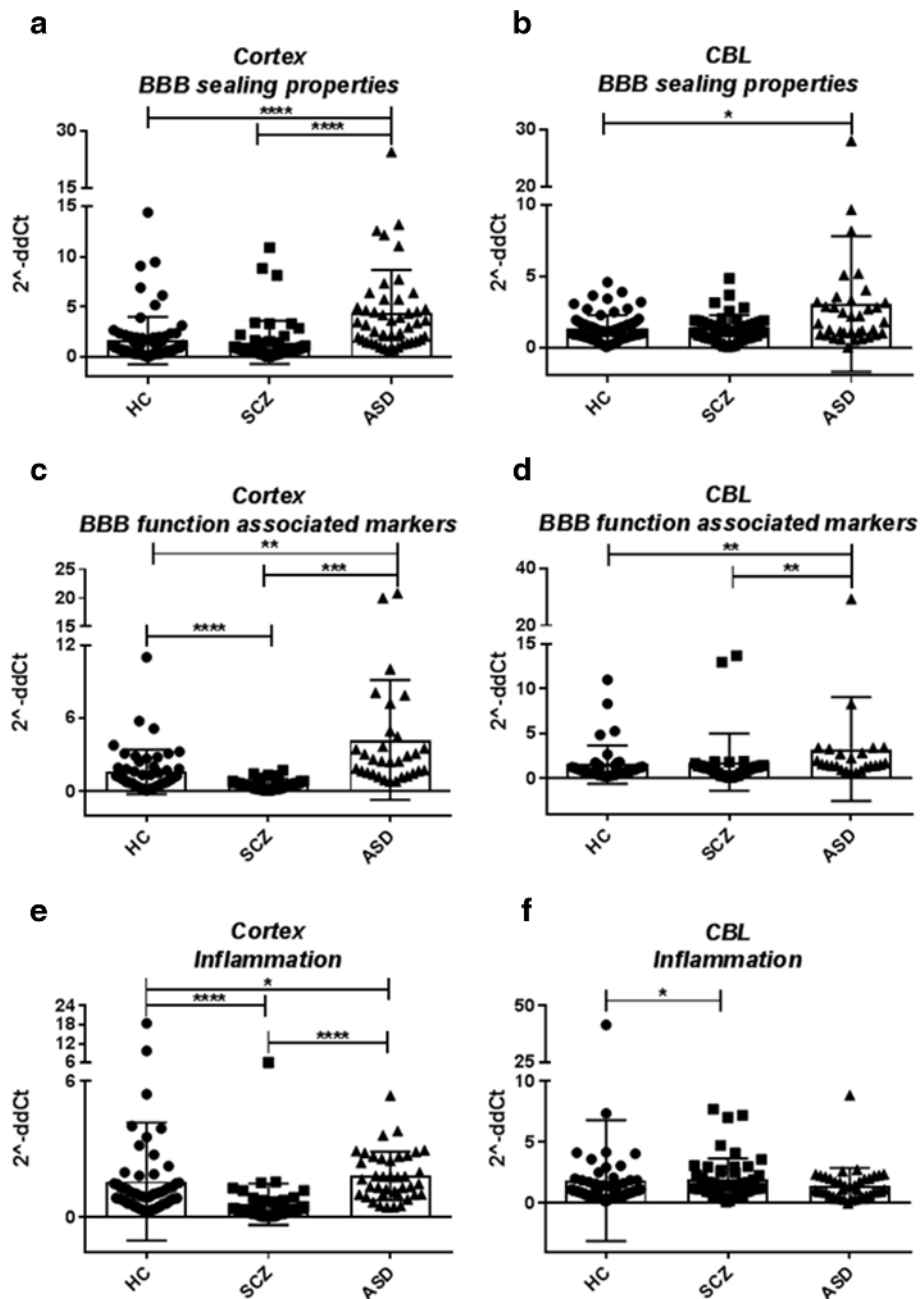 a
Cortex
BBB sealing properties
****
****
30
15
15
10
5
0
2^-ddCt
HC
SCZ
ASD
b
CBL
BBB sealing properties
*
30
20
10
5
0
2^-ddCt
HC
SCZ
ASD
c
Cortex
BBB function associated markers
**
***
****
25
20
15
12
6
0
2^-ddCt
HC
SCZ
ASD
d
CBL
BBB function associated markers
**
**
40
20
15
10
5
0
2^-ddCt
HC
SCZ
ASD
e
Cortex
Inflammation
*
****
****
24
18
12
6
6
0
2^-ddCt
HC
SCZ
ASD
f
CBL
Inflammation
*
50
25
10
5
0
2^-ddCt
HC
SCZ
ASD